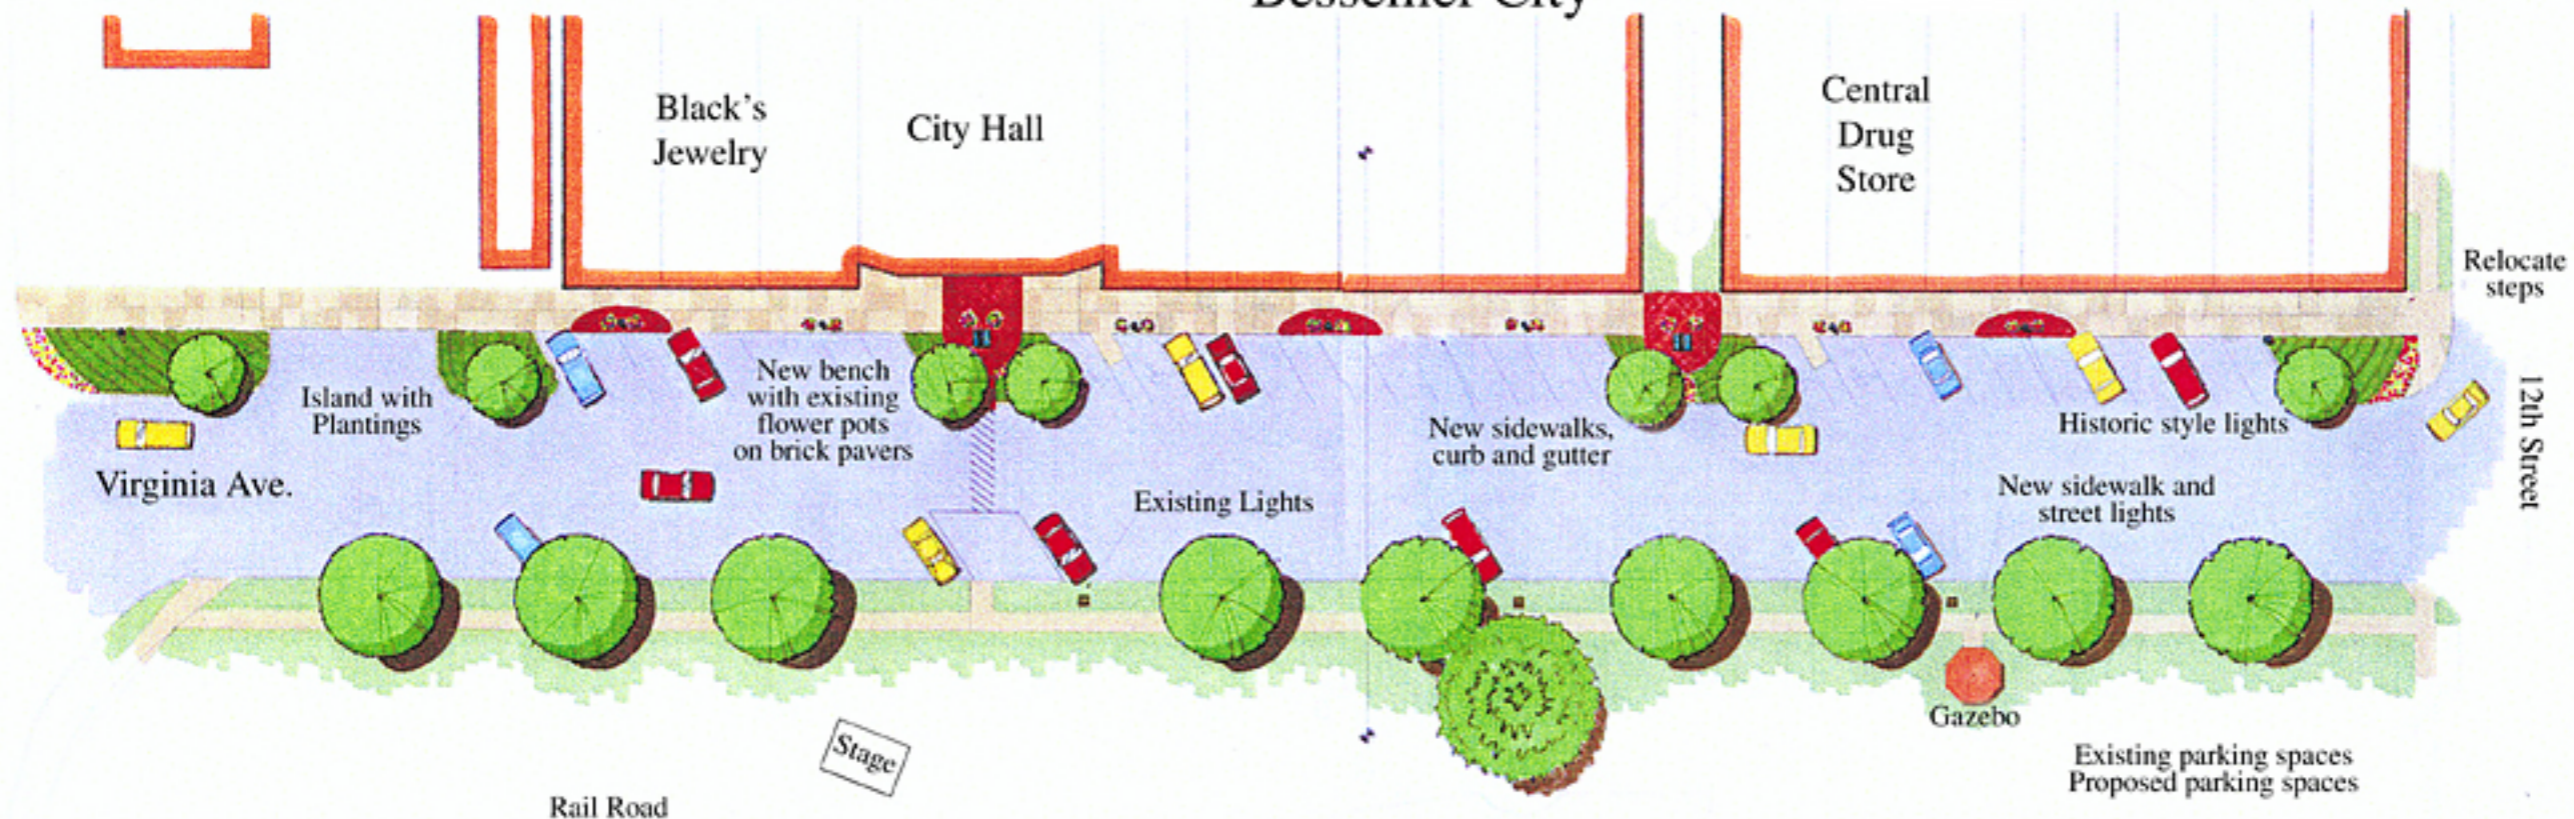 Bessemer City
Black's
Jewelry
City Hall
Central
Drug
Store
Relocate
steps
Island with
Plantings
New bench
with existing
flower pots
on brick pavers
New sidewalks,
curb and gutter
Historic style lights
12th Street
Virginia Ave.
Existing Lights
New sidewalk and
street lights
Gazebo
Stage
Existing parking spaces
Proposed parking spaces
Rail Road